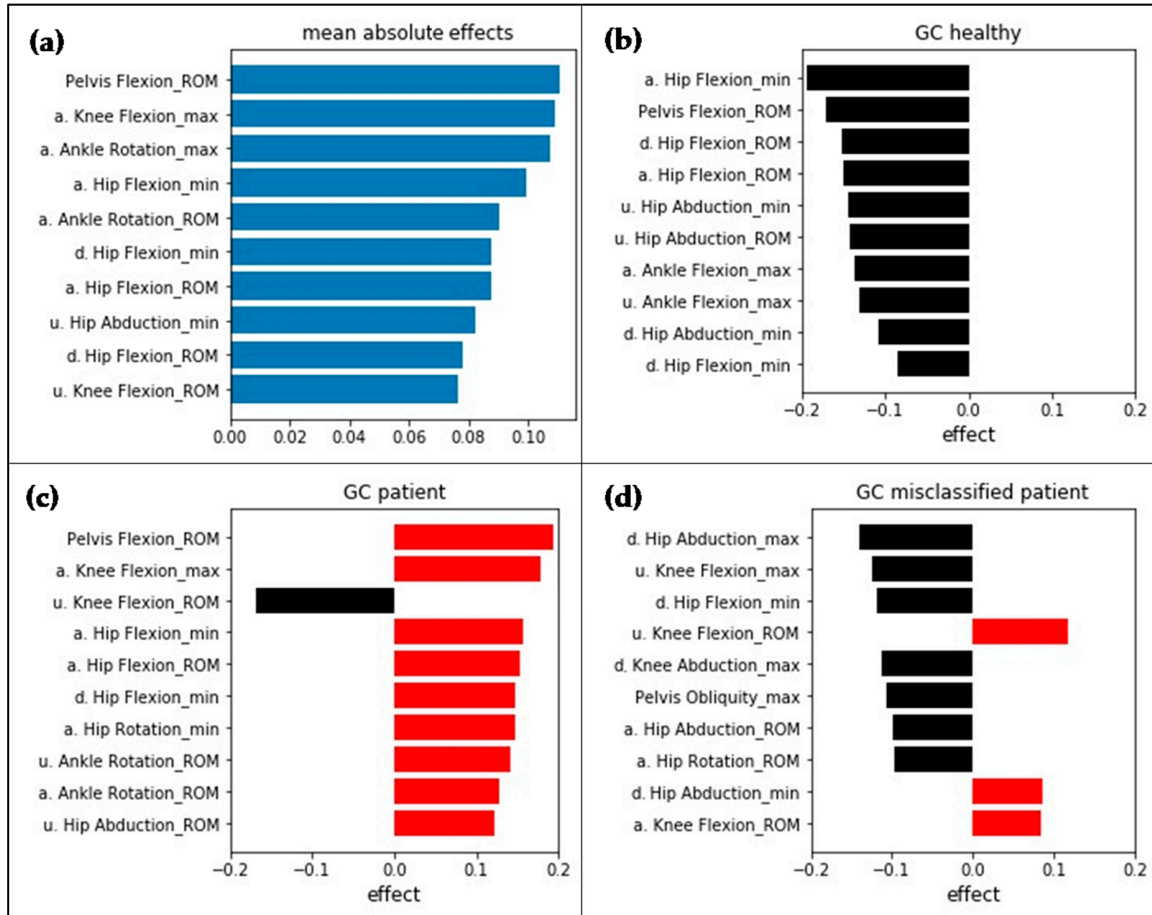 (a)
mean absolute effects
Pelvis Flexion_ROM
a. Knee Flexion_max
a. Ankle Rotation_max
a. Hip Flexion_min
a. Ankle Rotation_ROM
d. Hip Flexion_min
a. Hip Flexion_ROM
u. Hip Abduction_min
d. Hip Flexion_ROM
u. Knee Flexion_ROM
0.00 0.02 0.04 0.06 0.08 0.10
(b)
GC healthy
a. Hip Flexion_min
Pelvis Flexion_ROM
d. Hip Flexion_ROM
a. Hip Flexion_ROM
u. Hip Abduction_min
u. Hip Abduction_ROM
a. Ankle Flexion_max
u. Ankle Flexion_max
d. Hip Abduction_min
d. Hip Flexion_min
−0.2 −0.1 0.0 0.1 0.2
effect
(c)
GC patient
Pelvis Flexion_ROM
a. Knee Flexion_max
u. Knee Flexion_ROM
a. Hip Flexion_min
a. Hip Flexion_ROM
d. Hip Flexion_min
a. Hip Rotation_min
u. Ankle Rotation_ROM
a. Ankle Rotation_ROM
u. Hip Abduction_ROM
−0.2 −0.1 0.0 0.1 0.2
effect
(d)
GC misclassified patient
d. Hip Abduction_max
u. Knee Flexion_max
d. Hip Flexion_min
u. Knee Flexion_ROM
d. Knee Abduction_max
Pelvis Obliquity_max
a. Hip Abduction_ROM
a. Hip Rotation_ROM
d. Hip Abduction_min
a. Knee Flexion_ROM
−0.2 −0.1 0.0 0.1 0.2
effect